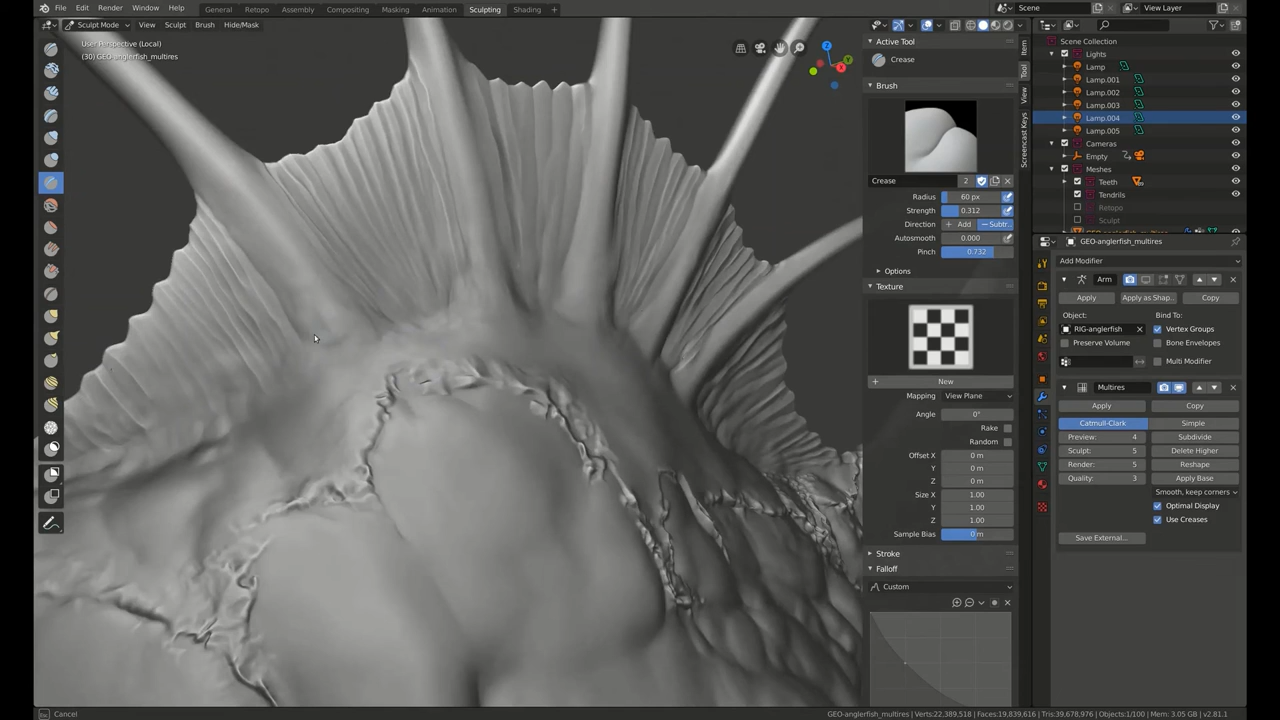 File Edit Render Window Help General Retopo Assembly Compositing Masking Animation Sculpting Shading + Scene View Layer
Sculpt Mode View Sculpt Brush Hide/Mask
User Perspective (Local)
(30) GEO-anglerfish_multires
Active Tool
Crease
Brush
Crease 2
Radius 60 px
Strength 0.312
Direction + Add − Subtr.
Autosmooth 0.000
Pinch 0.732
Options
Texture
+ New
Mapping View Plane
Angle 0°
Rake
Random
Offset X 0 m
Y 0 m
Z 0 m
Size X 1.00
Y 1.00
Z 1.00
Sample Bias 0 m
Stroke
Falloff
Custom
Item
Tool
View
Screencast Keys
Scene Collection
Lights
Lamp
Lamp.001
Lamp.002
Lamp.003
Lamp.004
Lamp.005
Cameras
Empty
Meshes
Teeth
Tendrils
Retopo
Sculpt
GEO-anglerfish_multires
GEO-anglerfish_multires
Add Modifier
Arm
Apply Apply as Shap.. Copy
Object: Bind To:
RIG-anglerfish Vertex Groups
Preserve Volume Bone Envelopes
Multi Modifier
Multires
Apply Copy
Catmull-Clark Simple
Preview: 4 Subdivide
Sculpt: 5 Delete Higher
Render: 5 Reshape
Quality: 3 Apply Base
Smooth, keep corners
Optimal Display
Use Creases
Save External...
Cancel GEO-anglerfish_multires | Verts:22,389,518 | Faces:19,839,616 | Tris:39,678,976 | Objects:1/100 | Mem: 3.05 GB | v2.81.1